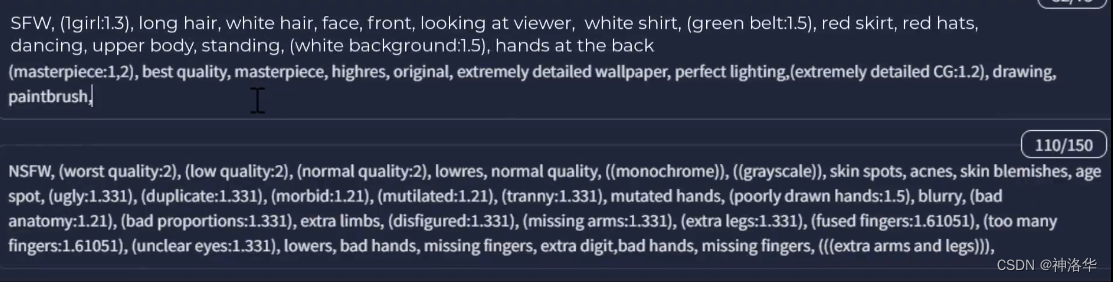 SFW, (1girl:1.3), long hair, white hair, face, front, looking at viewer, white shirt, (green belt:1.5), red skirt, red hats,
dancing, upper body, standing, (white background:1.5), hands at the back
(masterpiece:1,2), best quality, masterpiece, highres, original, extremely detailed wallpaper, perfect lighting,(extremely detailed CG:1.2), drawing,
paintbrush,
110/150
NSFW, (worst quality:2), (low quality:2), (normal quality:2), lowres, normal quality, ((monochrome)), ((grayscale)), skin spots, acnes, skin blemishes, age
spot, (ugly:1.331), (duplicate:1.331), (morbid:1.21), (mutilated:1.21), (tranny:1.331), mutated hands, (poorly drawn hands:1.5), blurry, (bad
anatomy:1.21), (bad proportions:1.331), extra limbs, (disfigured:1.331), (missing arms:1.331), (extra legs:1.331), (fused fingers:1.61051), (too many
fingers:1.61051), (unclear eyes:1.331), lowers, bad hands, missing fingers, extra digit,bad hands, missing fingers, (((extra arms and legs))),
CSDN @神洛华